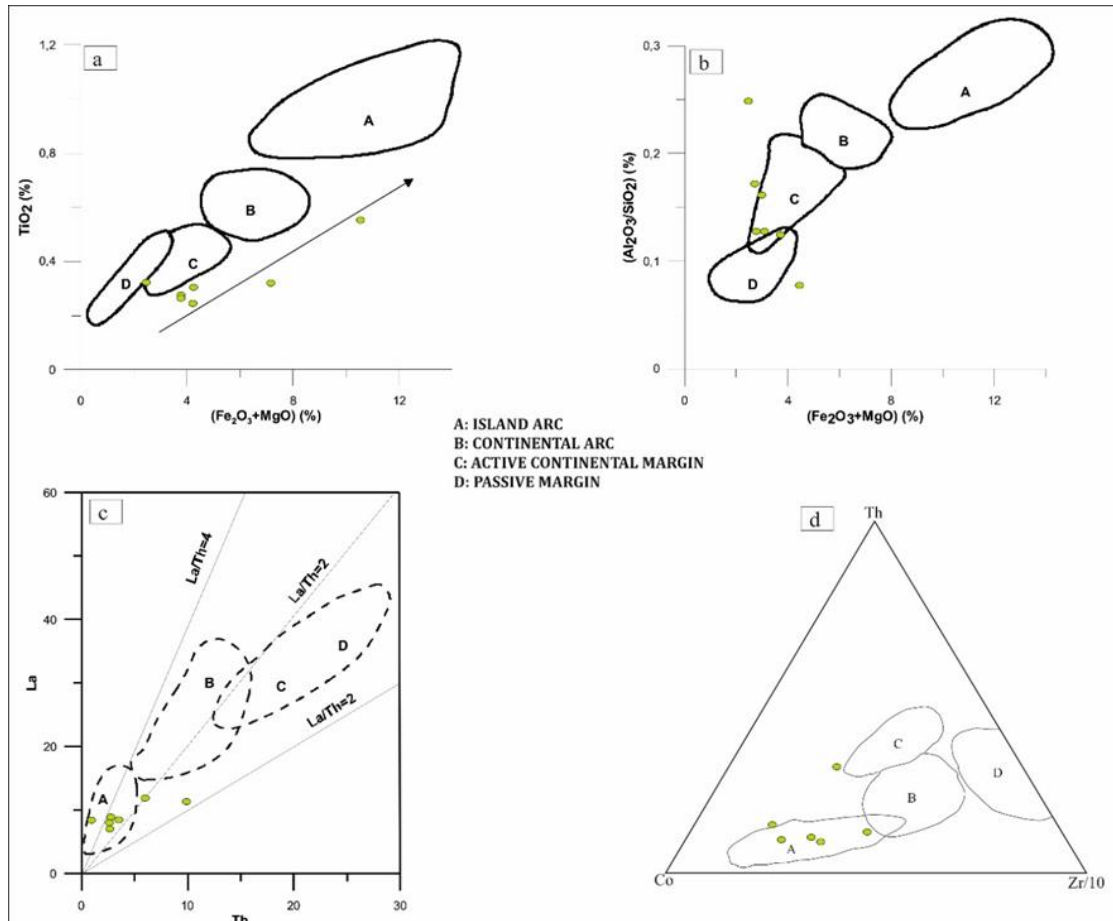 a
1,2
0,8
0,4
0
TiO2 (%)
A
B
C
D
0
4
8
12
(Fe2O3+MgO) (%)
b
0,3
0,2
0,1
0
(Al2O3/SiO2) (%)
A
B
C
D
0
4
8
12
(Fe2O3+MgO) (%)
A: ISLAND ARC
B: CONTINENTAL ARC
C: ACTIVE CONTINENTAL MARGIN
D: PASSIVE MARGIN
c
60
40
20
0
La
La/Th=4
La/Th=2
La/Th=2
A
B
C
D
0
10
20
30
Th
d
Th
C
D
B
A
Co
Zr/10